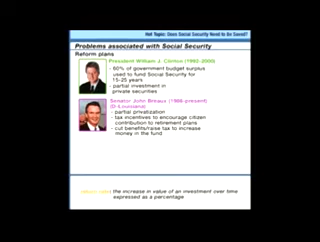 Hot Topic: Does Social Security Need to Be Saved?
Problems associated with Social Security
Reform plans
President William J. Clinton (1992-2000)
- 60% of government budget surplus
used to fund Social Security for
15-25 years
- partial investment in
private securities
Senator John Breaux (1986-present)
(D-Louisiana)
- partial privatization
- tax incentives to encourage citizen
contribution to retirement plans
- cut benefits/raise tax to increase
money in the fund
: the increase in value of an investment over time
expressed as a percentage